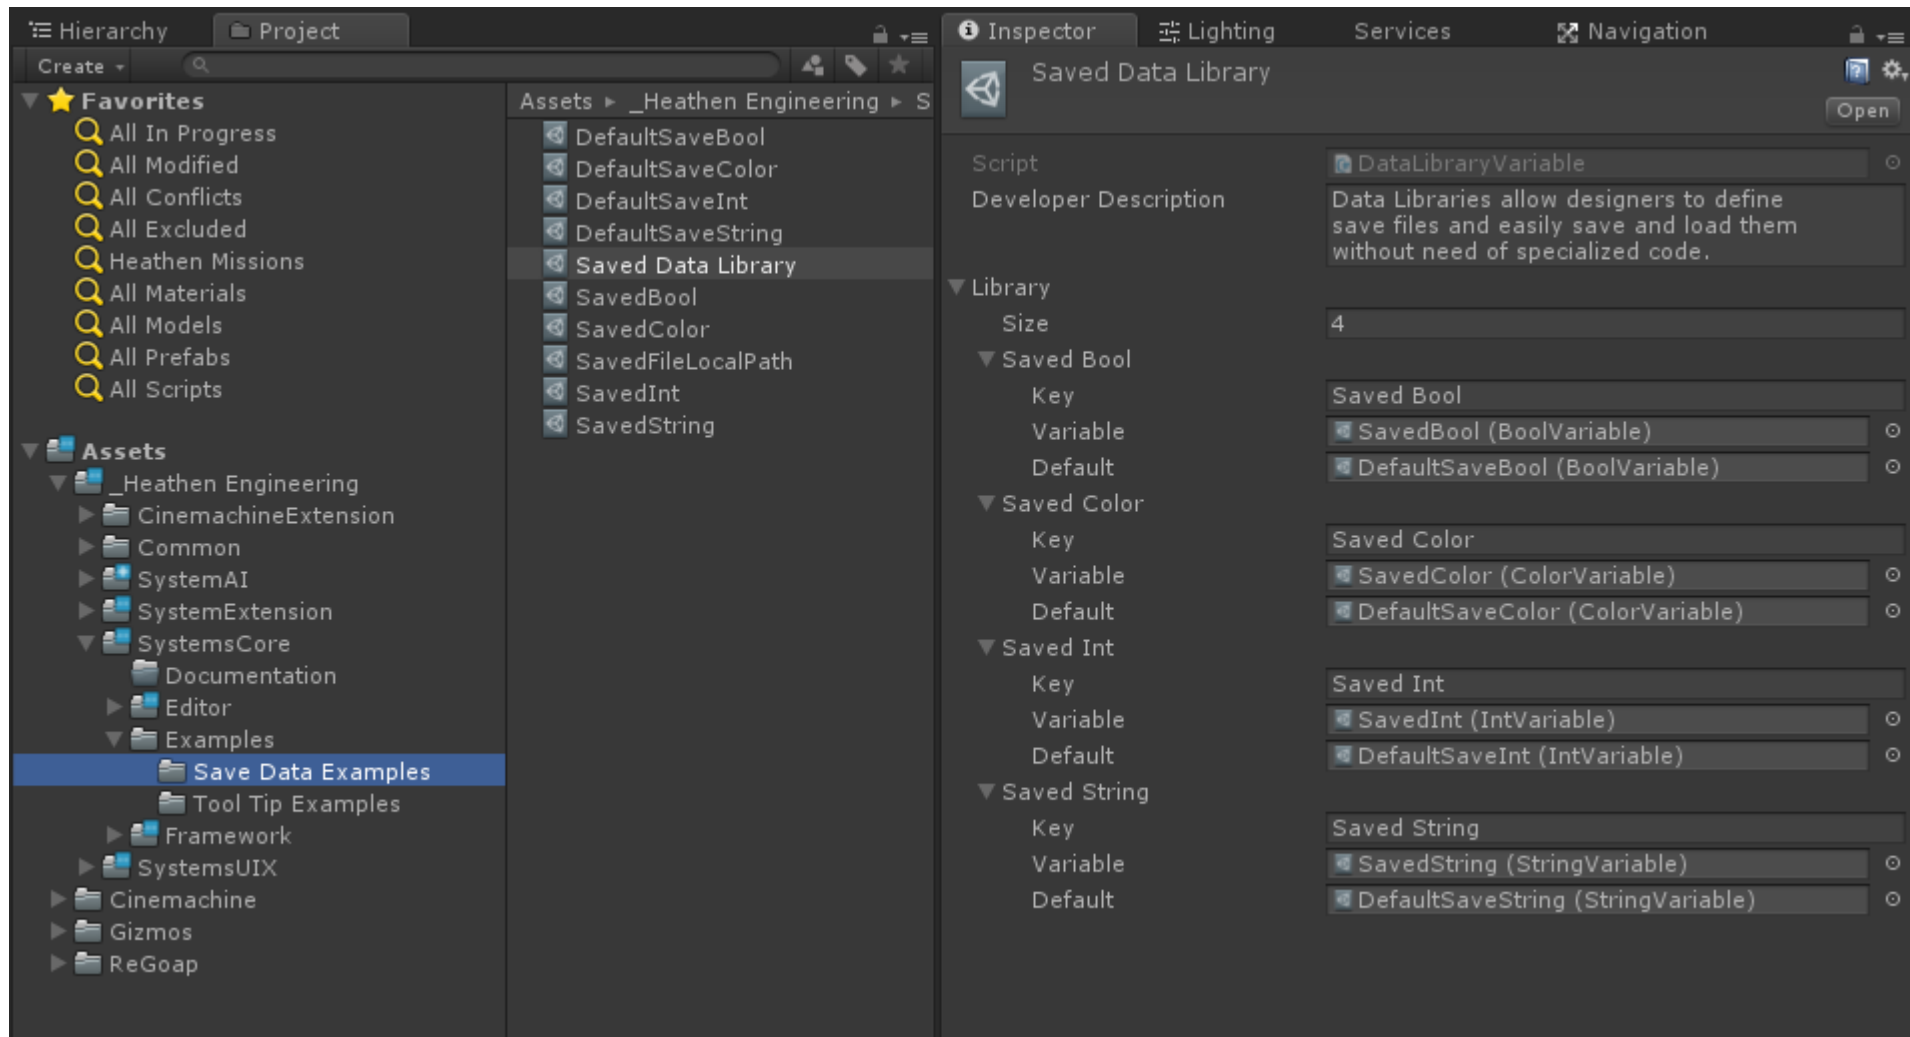 Hierarchy
Project
Create
Favorites
All In Progress
All Modified
All Conflicts
All Excluded
Heathen Missions
All Materials
All Models
All Prefabs
All Scripts
Assets
_Heathen Engineering
CinemachineExtension
Common
SystemAI
SystemExtension
SystemsCore
Documentation
Editor
Examples
Save Data Examples
Tool Tip Examples
Framework
SystemsUIX
Cinemachine
Gizmos
ReGoap
Assets ▸ _Heathen Engineering ▸ S
DefaultSaveBool
DefaultSaveColor
DefaultSaveInt
DefaultSaveString
Saved Data Library
SavedBool
SavedColor
SavedFileLocalPath
SavedInt
SavedString
Inspector
Lighting
Services
Navigation
Saved Data Library
Open
Script DataLibraryVariable
Developer Description Data Libraries allow designers to define
save files and easily save and load them
without need of specialized code.
Library
Size 4
Saved Bool
Key Saved Bool
Variable SavedBool (BoolVariable)
Default DefaultSaveBool (BoolVariable)
Saved Color
Key Saved Color
Variable SavedColor (ColorVariable)
Default DefaultSaveColor (ColorVariable)
Saved Int
Key Saved Int
Variable SavedInt (IntVariable)
Default DefaultSaveInt (IntVariable)
Saved String
Key Saved String
Variable SavedString (StringVariable)
Default DefaultSaveString (StringVariable)